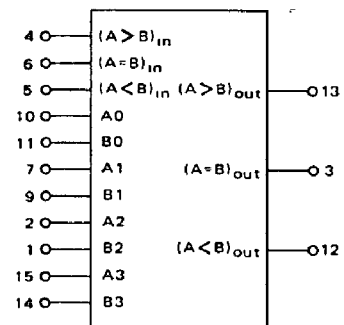 4 (A>B)in
6 (A=B)in
5 (A<B)in (A>B)out 13
10 A0
11 B0
7 A1 (A=B)out 3
9 B1
2 A2
1 B2 (A<B)out 12
15 A3
14 B3